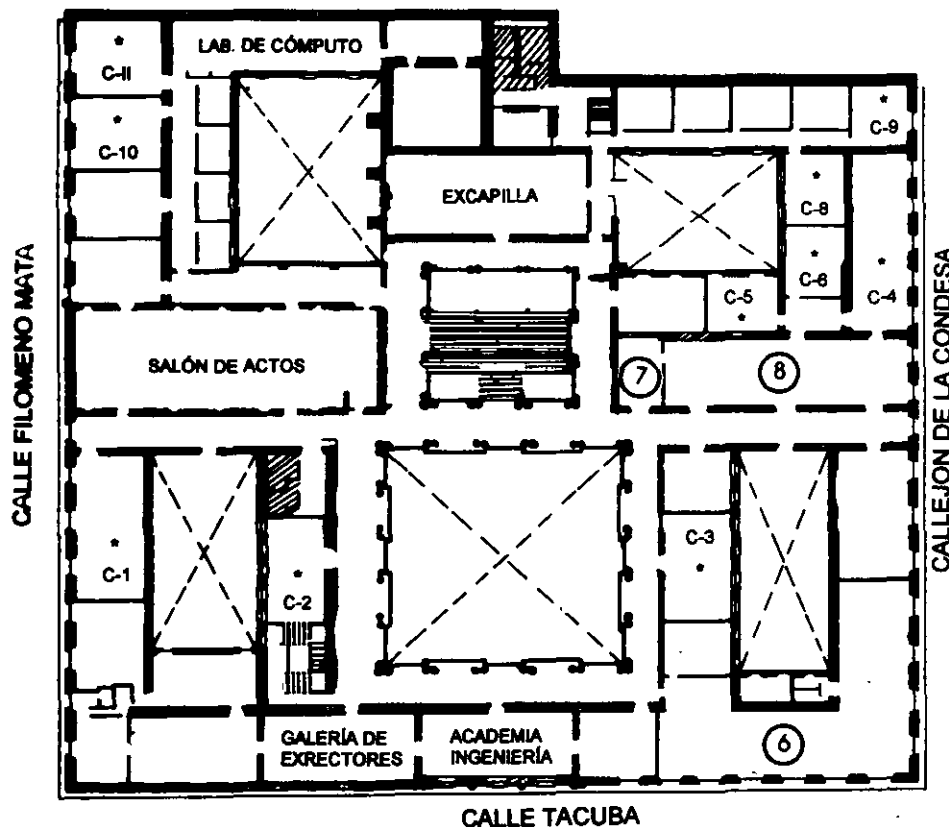 LAB. DE CÓMPUTO
C-11
C-10
C-9
EXCAPILLA
C-8
C-6
C-5
C-4
CALLE FILOMENO MATA
SALÓN DE ACTOS
7
8
CALLEJON DE LA CONDESA
C-1
C-2
C-3
GALERÍA DE
EXRECTORES
ACADEMIA
INGENIERÍA
6
CALLE TACUBA